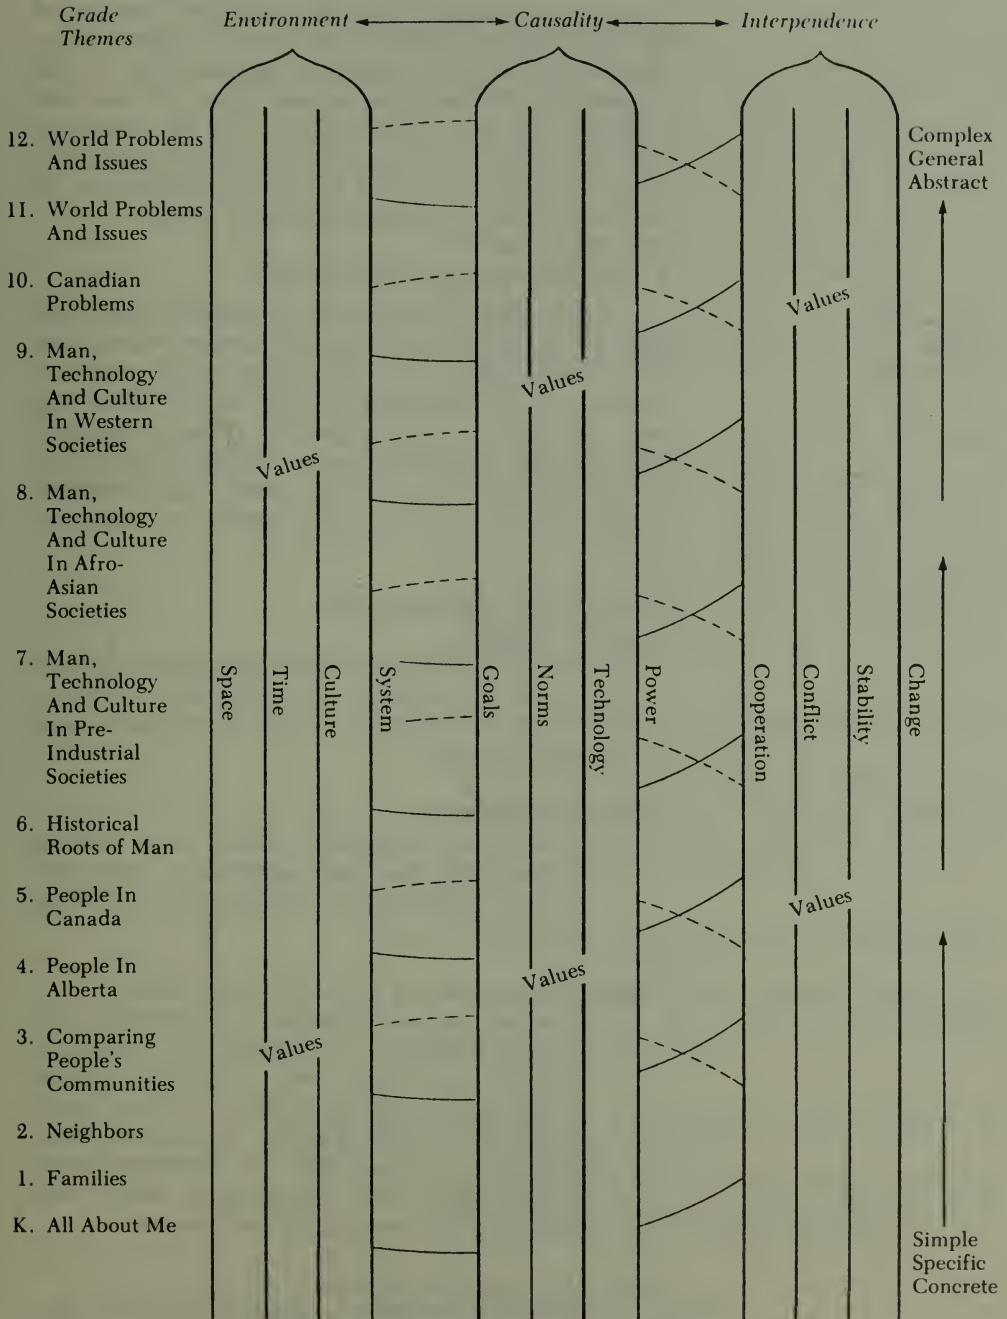 Grade
Themes
Environment Causality Interpendence
12. World Problems
And Issues
11. World Problems
And Issues
10. Canadian
Problems
9. Man,
Technology
And Culture
In Western
Societies
8. Man,
Technology
And Culture
In Afro-
Asian
Societies
7. Man,
Technology
And Culture
In Pre-
Industrial
Societies
6. Historical
Roots of Man
5. People In
Canada
4. People In
Alberta
3. Comparing
People's
Communities
2. Neighbors
1. Families
K. All About Me
Values
Values
Values
Space
Time
Culture
System
Goals
Norms
Technology
Power
Cooperation
Conflict
Stability
Change
Values
Values
Values
Complex
General
Abstract
Simple
Specific
Concrete